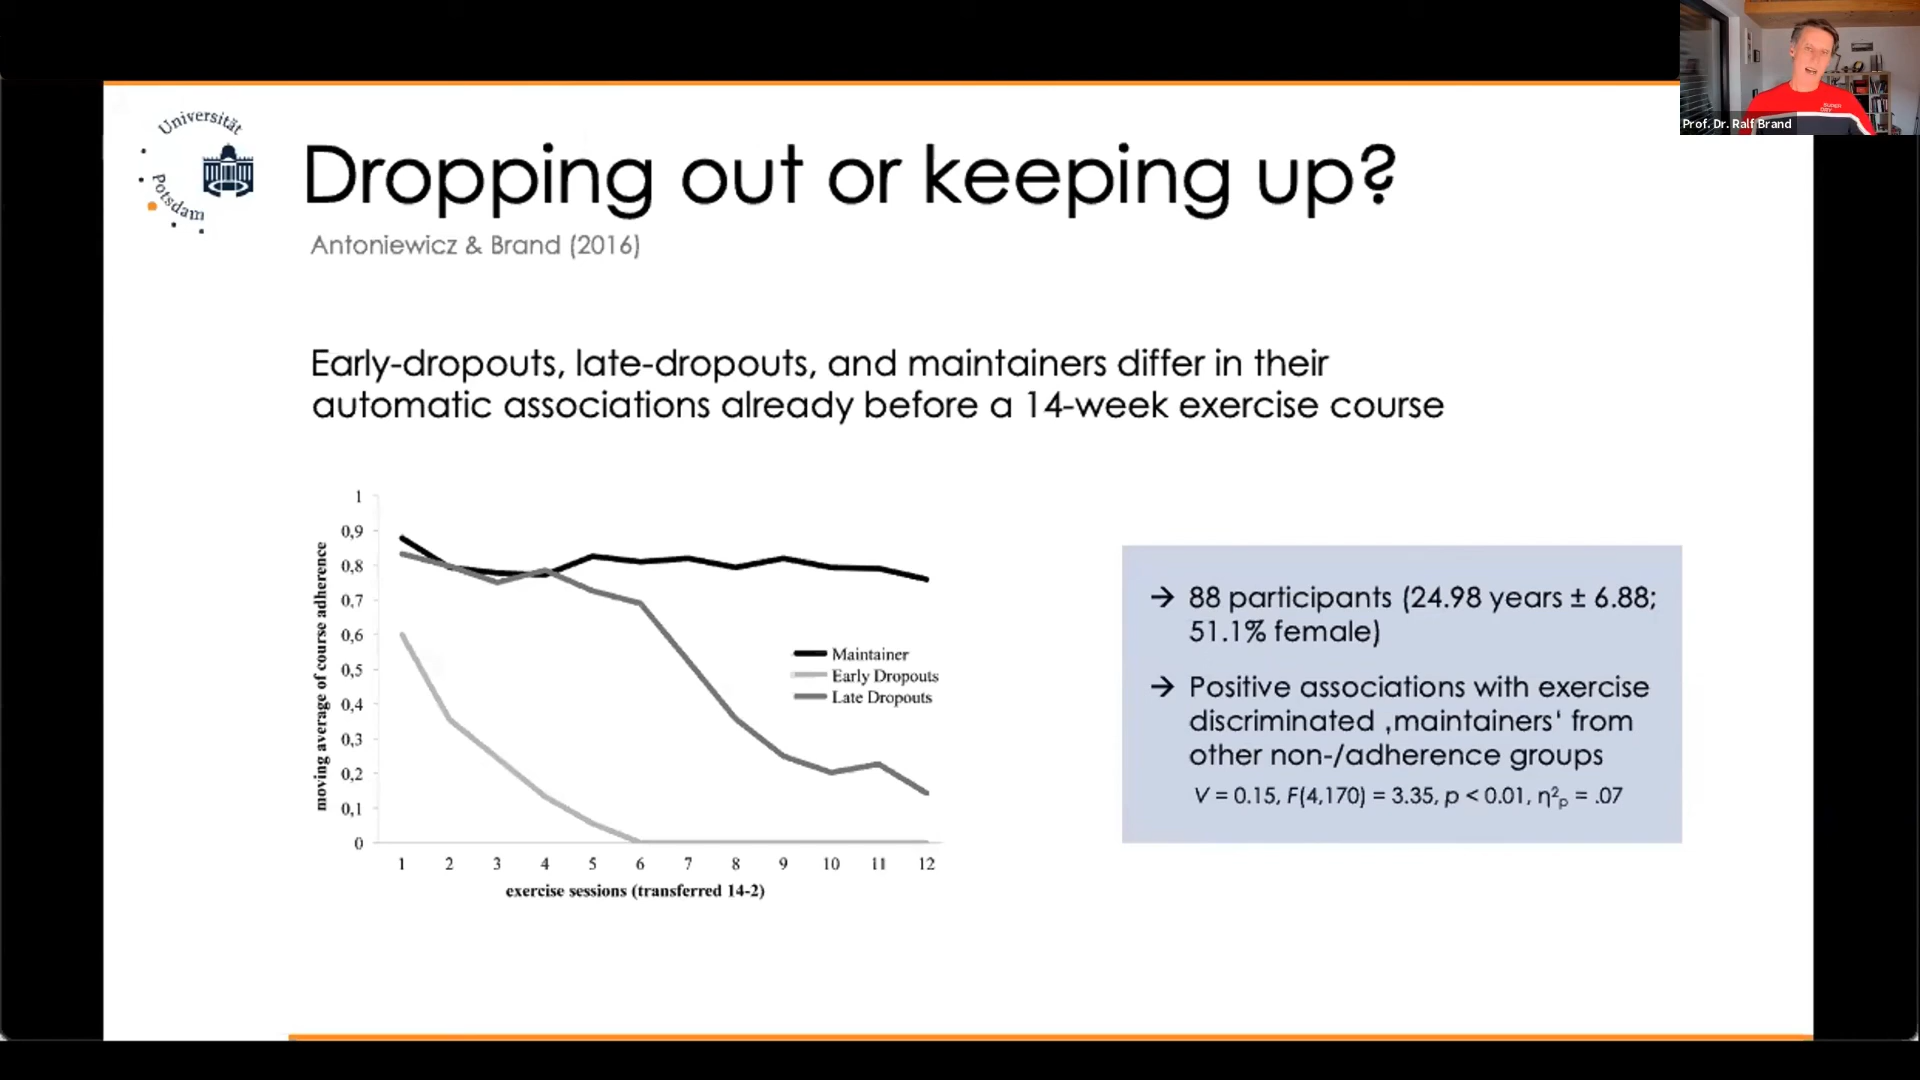 Prof. Dr. Ralf Brand
Universität
Potsdam
Dropping out or keeping up?
Antoniewicz & Brand (2016)
Early-dropouts, late-dropouts, and maintainers differ in their
automatic associations already before a 14-week exercise course
moving average of course adherence
1
0,9
0,8
0,7
0,6
0,5
0,4
0,3
0,2
0,1
0
Maintainer
Early Dropouts
Late Dropouts
1 2 3 4 5 6 7 8 9 10 11 12
exercise sessions (transferred 14-2)
→ 88 participants (24.98 years ± 6.88;
51.1% female)
→ Positive associations with exercise
discriminated ‚maintainers‘ from
other non-/adherence groups
V = 0.15, F(4,170) = 3.35, p < 0.01, η²ₚ = .07